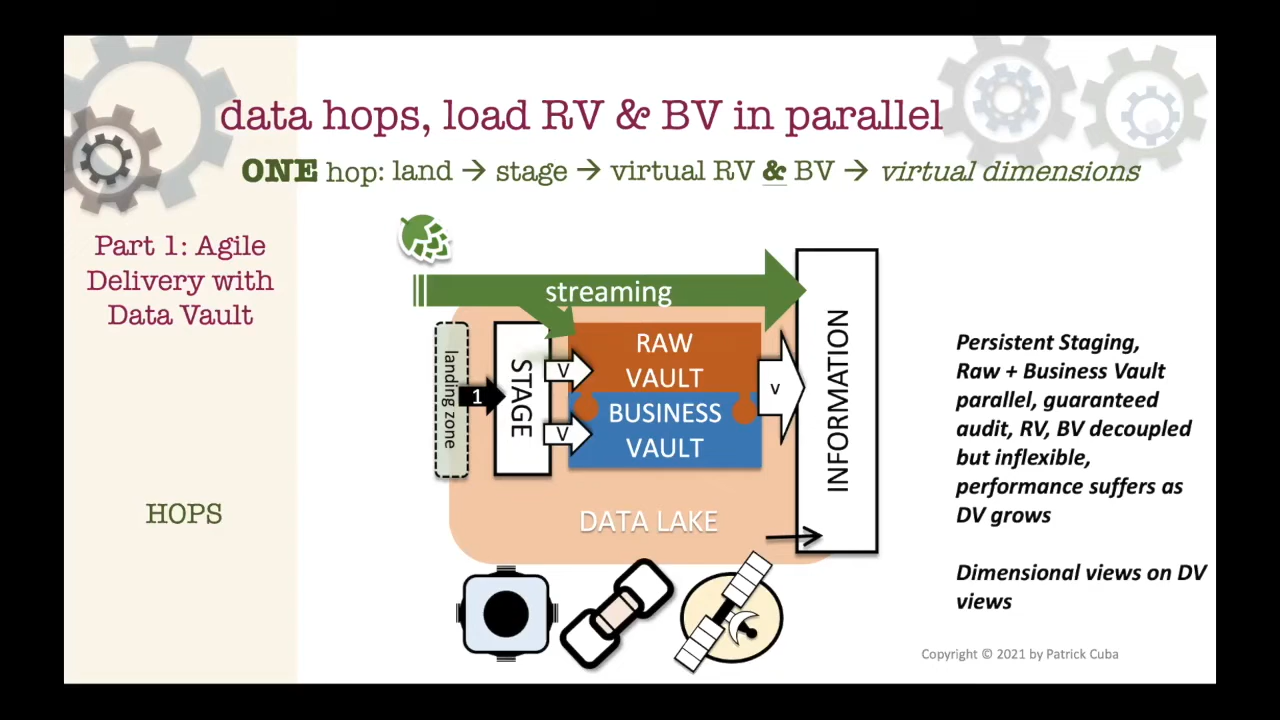 data hops, load RV & BV in parallel
ONE hop: land → stage → virtual RV & BV → virtual dimensions
Part 1: Agile
Delivery with
Data Vault
HOPS
streaming
landing zone
1
STAGE
V
V
RAW
VAULT
BUSINESS
VAULT
v
INFORMATION
DATA LAKE
Persistent Staging,
Raw + Business Vault
parallel, guaranteed
audit, RV, BV decoupled
but inflexible,
performance suffers as
DV grows
Dimensional views on DV
views
Copyright © 2021 by Patrick Cuba